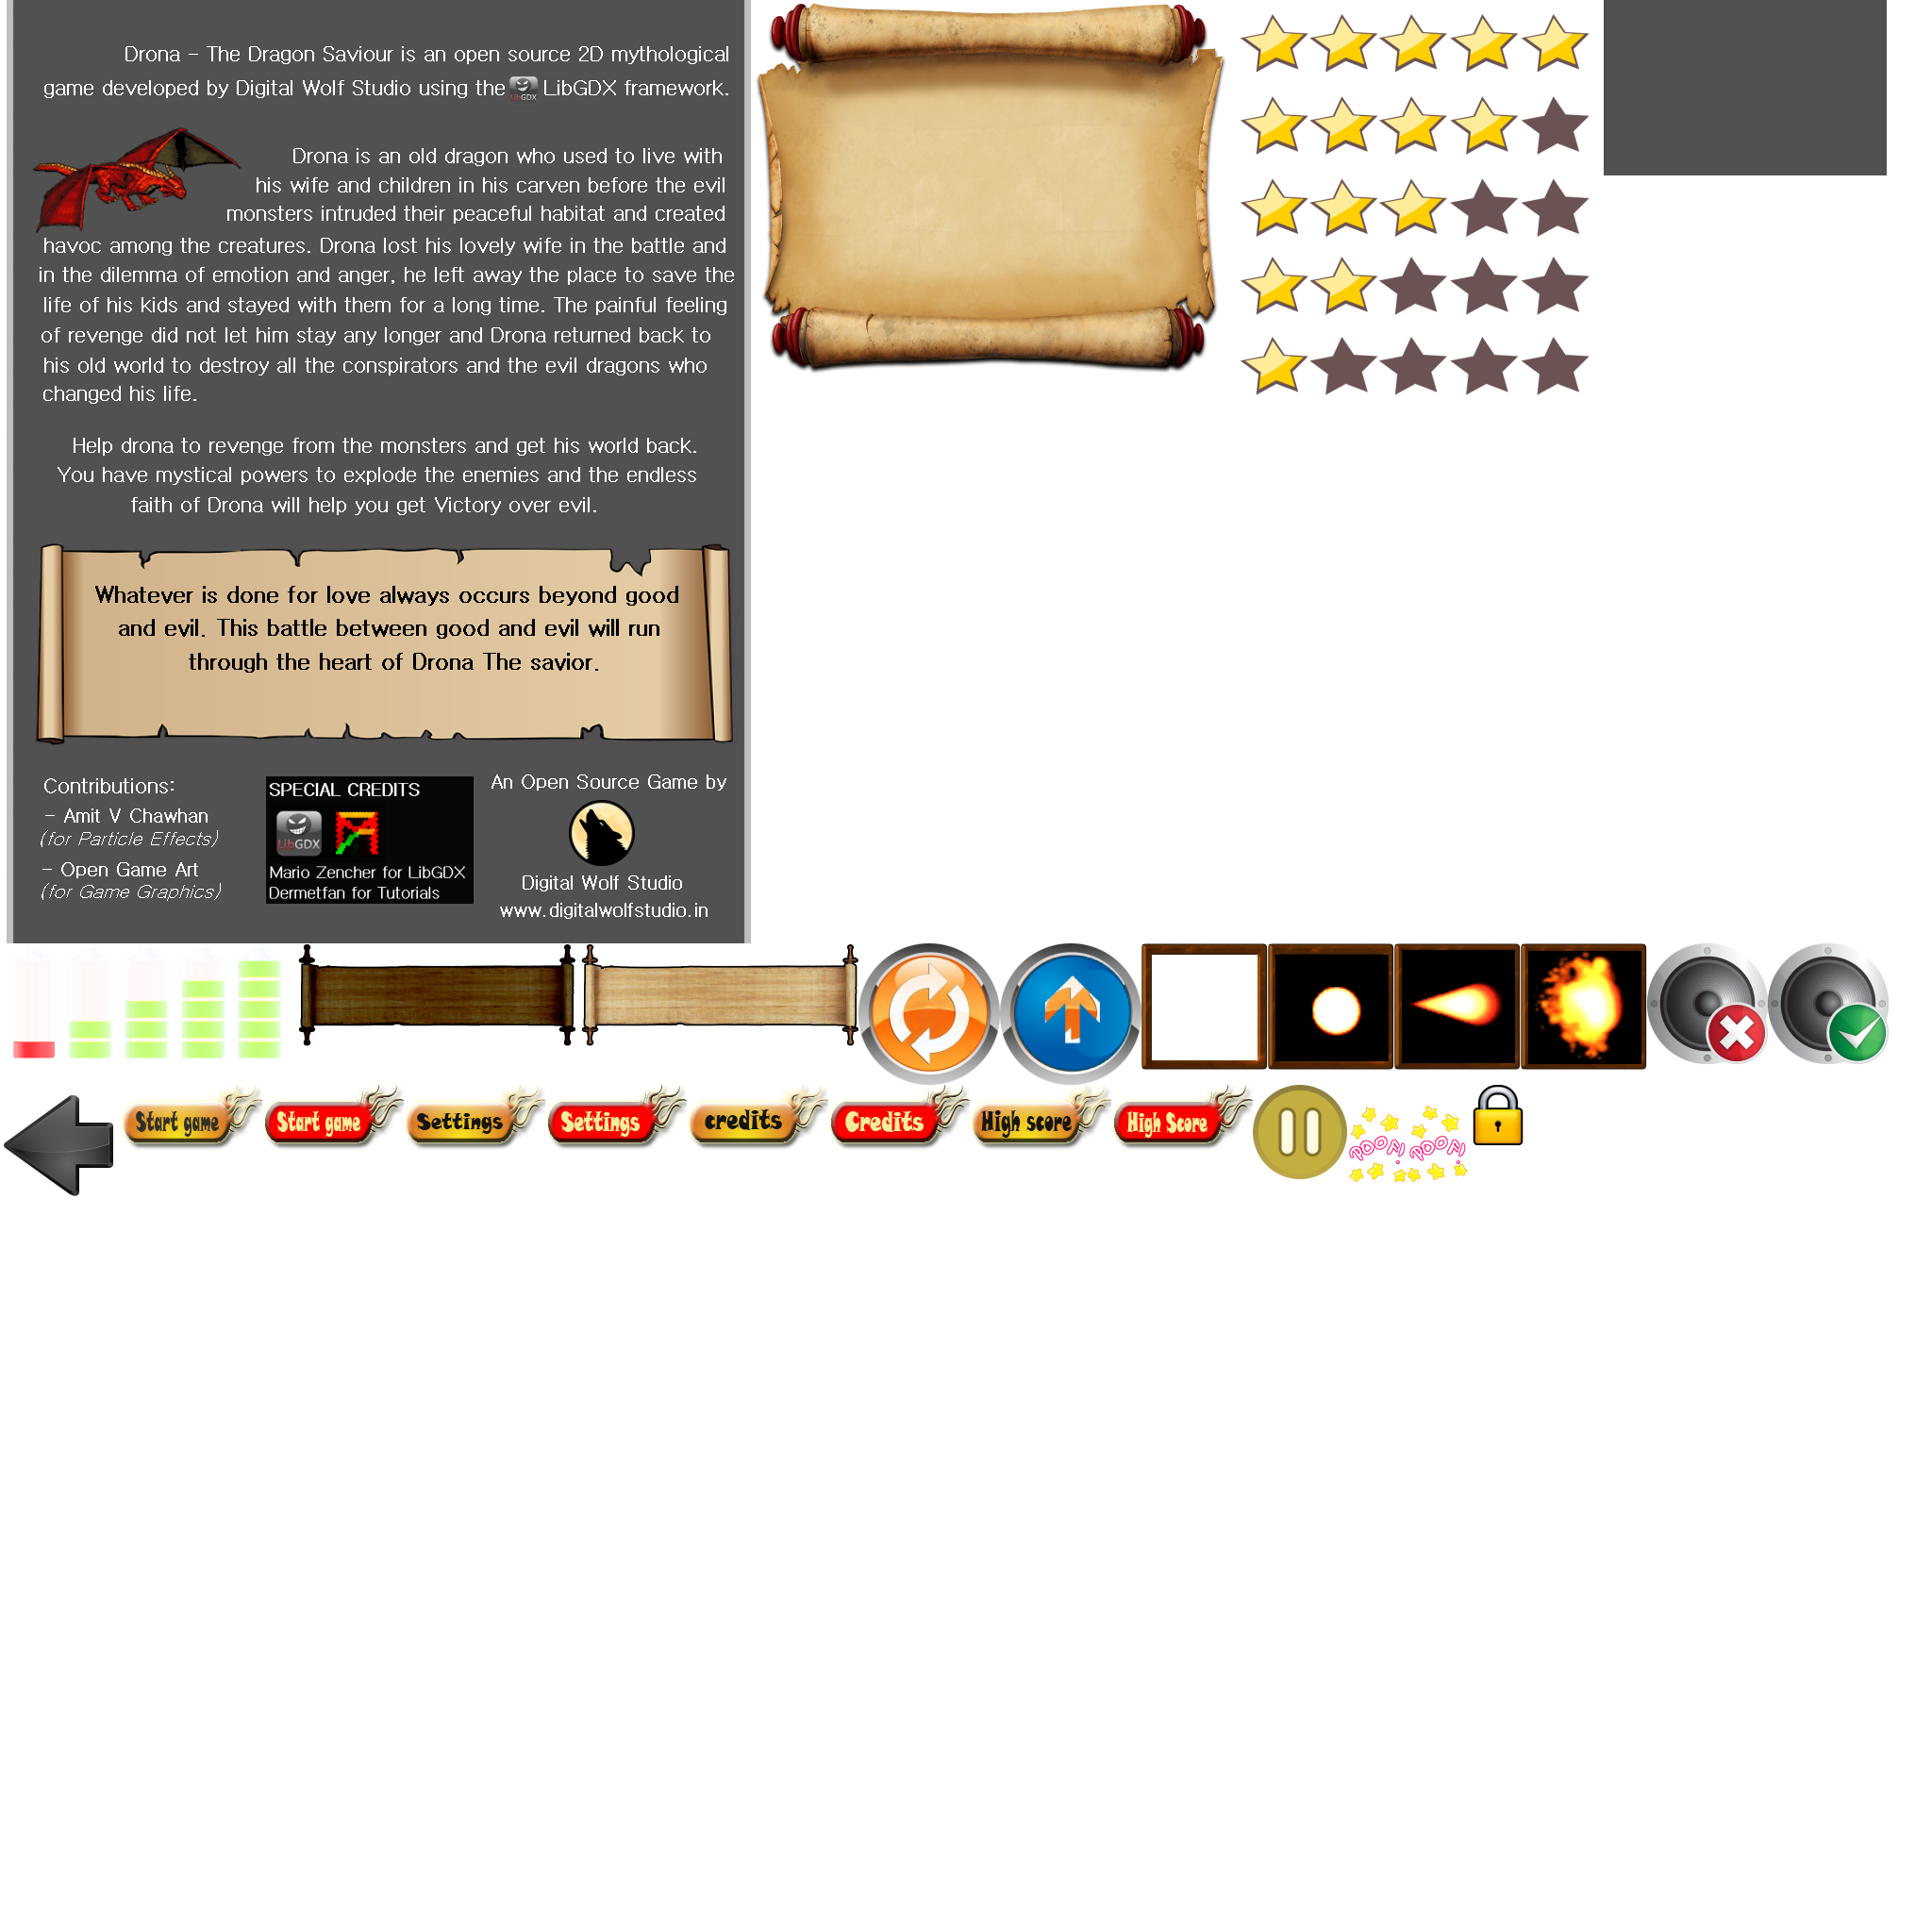 Drona - The Dragon Saviour is an open source 2D mythological
game developed by Digital Wolf Studio using the LibGDX LibGDX framework.
Drona is an old dragon who used to live with
his wife and children in his carven before the evil
monsters intruded their peaceful habitat and created
havoc among the creatures. Drona lost his lovely wife in the battle and
in the dilemma of emotion and anger, he left away the place to save the
life of his kids and stayed with them for a long time. The painful feeling
of revenge did not let him stay any longer and Drona returned back to
his old world to destroy all the conspirators and the evil dragons who
changed his life.
Help drona to revenge from the monsters and get his world back.
You have mystical powers to explode the enemies and the endless
faith of Drona will help you get Victory over evil.
Whatever is done for love always occurs beyond good
and evil. This battle between good and evil will run
through the heart of Drona The savior.
Contributions:
- Amit V Chawhan
(for Particle Effects)
- Open Game Art
(for Game Graphics)
SPECIAL CREDITS
LibGDX
Mario Zencher for LibGDX
Dermetfan for Tutorials
An Open Source Game by
Digital Wolf Studio
www.digitalwolfstudio.in
Start game
Start game
Settings
Settings
credits
Credits
High score
High Score
POOF!
POOF!